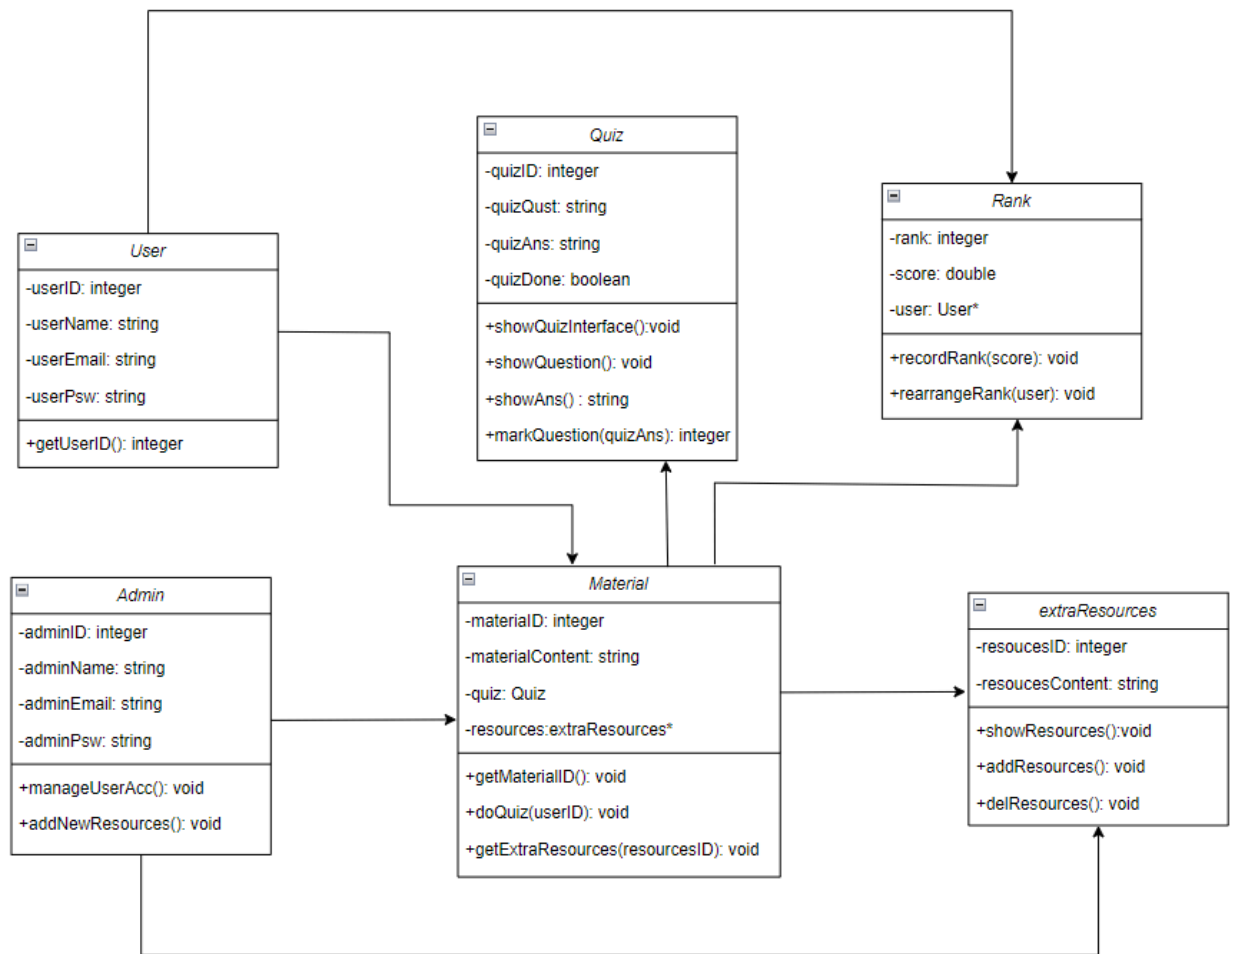 Quiz
-quizID: integer
-quizQust: string
-quizAns: string
-quizDone: boolean
+showQuizInterface():void
+showQuestion(): void
+showAns() : string
+markQuestion(quizAns): integer
Rank
-rank: integer
-score: double
-user: User*
+recordRank(score): void
+rearrangeRank(user): void
User
-userID: integer
-userName: string
-userEmail: string
-userPsw: string
+getUserID(): integer
Admin
-adminID: integer
-adminName: string
-adminEmail: string
-adminPsw: string
+manageUserAcc(): void
+addNewResources(): void
Material
-materialD: integer
-materialContent: string
-quiz: Quiz
-resources:extraResources*
+getMaterialID(): void
+doQuiz(userID): void
+getExtraResources(resourcesID): void
extraResources
-resoucesID: integer
-resoucesContent: string
+showResources():void
+addResources(): void
+delResources(): void